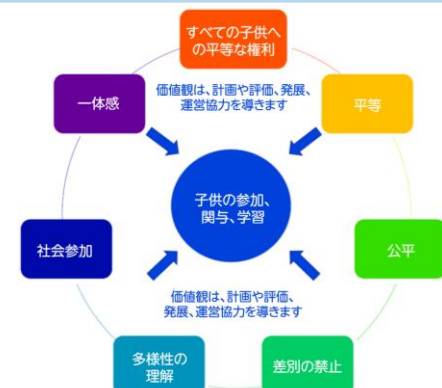 すべての子供へ
の平等な権利
一体感
価値観は、計画や評価、発展、
運営協力を導きます
平等
子供の参加、
関与、学習
社会参加
公平
価値観は、計画や評価、
発展、運営協力を導きます
多様性の
理解
差別の禁止